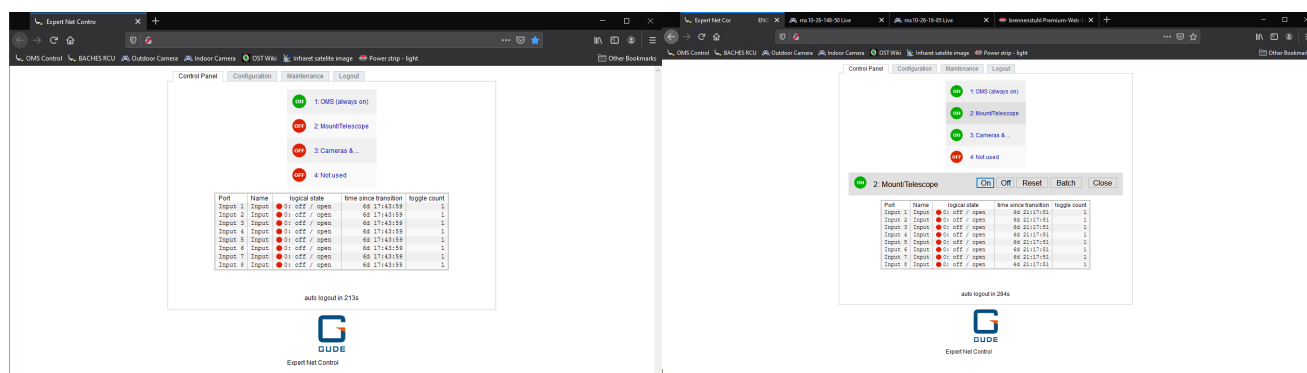 Expert Net Contro
OMS Control BACHES RCU Outdoor Camera Indoor Camera OST Wiki Infraret satelite image Power strip - light Other Bookmarks
Control Panel Configuration Maintenance Logout
ON 1: OMS (always on)
OFF 2: Mount/Telescope
OFF 3: Cameras & ...
OFF 4: Not used
Port Name logical state time since transition toggle count
Input 1 Input 0: off / open 6d 17:43:59 1
Input 2 Input 0: off / open 6d 17:43:59 1
Input 3 Input 0: off / open 6d 17:43:59 1
Input 4 Input 0: off / open 6d 17:43:59 1
Input 5 Input 0: off / open 6d 17:43:59 1
Input 6 Input 0: off / open 6d 17:43:59 1
Input 7 Input 0: off / open 6d 17:43:59 1
Input 8 Input 0: off / open 6d 17:43:59 1
auto logout in 213s
GUDE
Expert Net Control
Expert Net Cor ENC mx10-26-148-50 Live mx10-26-16-85 Live brennenstuhl Premium-Web-
OMS Control BACHES RCU Outdoor Camera Indoor Camera OST Wiki Infraret satelite image Power strip - light Other Bookmar
Control Panel Configuration Maintenance Logout
ON 1: OMS (always on)
ON 2: Mount/Telescope
ON 3: Cameras & ...
OFF 4: Not used
ON 2: Mount/Telescope On Off Reset Batch Close
Port Name logical state time since transition toggle count
Input 1 Input 0: off / open 6d 21:17:51 1
Input 2 Input 0: off / open 6d 21:17:51 1
Input 3 Input 0: off / open 6d 21:17:51 1
Input 4 Input 0: off / open 6d 21:17:51 1
Input 5 Input 0: off / open 6d 21:17:51 1
Input 6 Input 0: off / open 6d 21:17:51 1
Input 7 Input 0: off / open 6d 21:17:51 1
Input 8 Input 0: off / open 6d 21:17:51 1
auto logout in 284s
GUDE
Expert Net Control